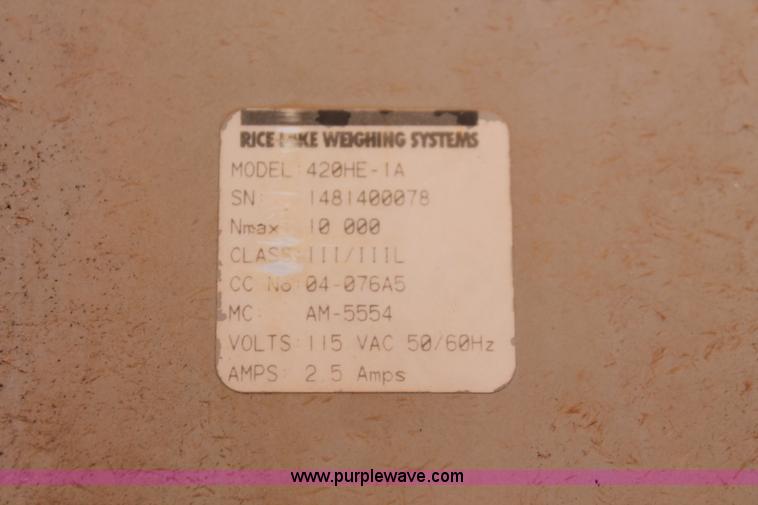 RICE LAKE WEIGHING SYSTEMS
MODEL: 420HE-1A
SN: 1481400078
Nmax: 10 000
CLASS: III/IIIL
CC No: 04-076A5
MC: AM-5554
VOLTS: 115 VAC 50/60Hz
AMPS: 2.5 Amps
www.purplewave.com